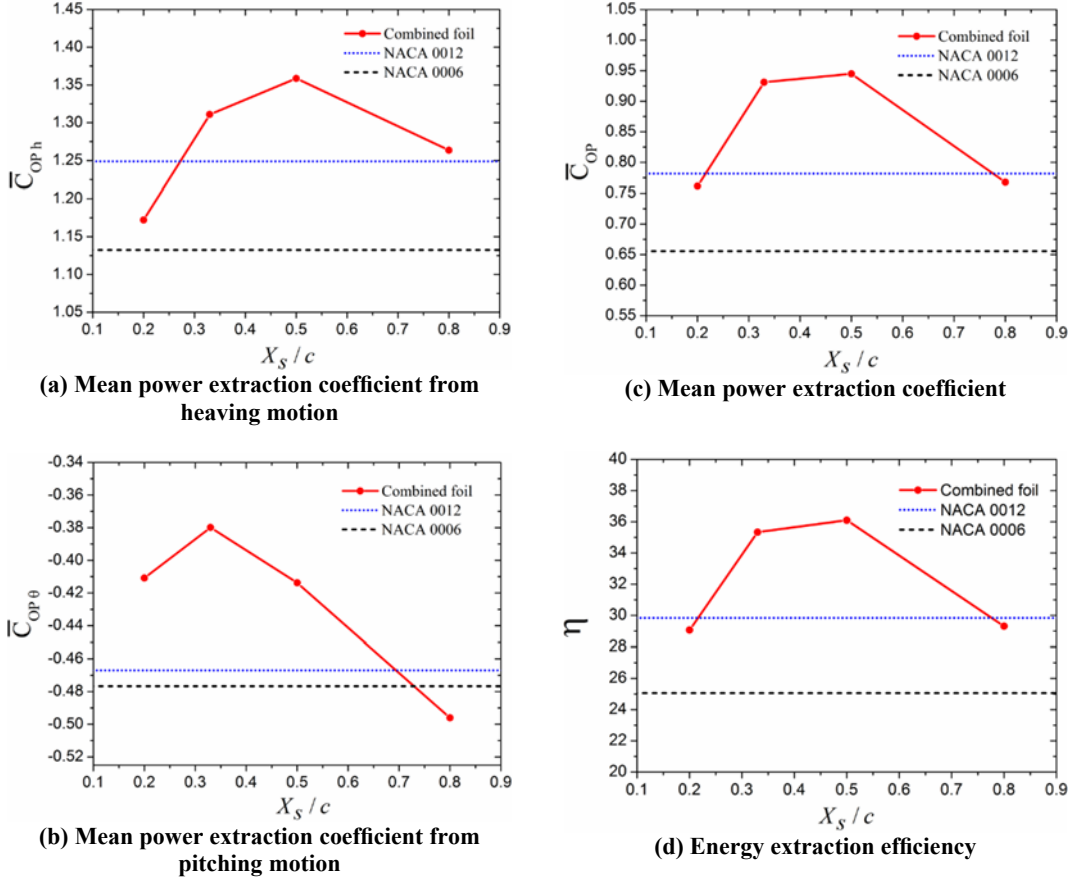 1.45
1.40
1.35
1.30
1.25
1.20
1.15
1.10
1.05
0.1 0.2 0.3 0.4 0.5 0.6 0.7 0.8 0.9
C̅OP h
X_S / c
Combined foil
NACA 0012
NACA 0006
(a) Mean power extraction coefficient from
heaving motion
1.05
1.00
0.95
0.90
0.85
0.80
0.75
0.70
0.65
0.60
0.55
0.1 0.2 0.3 0.4 0.5 0.6 0.7 0.8 0.9
C̅OP
X_S / c
Combined foil
NACA 0012
NACA 0006
(c) Mean power extraction coefficient
-0.34
-0.36
-0.38
-0.40
-0.42
-0.44
-0.46
-0.48
-0.50
-0.52
0.1 0.2 0.3 0.4 0.5 0.6 0.7 0.8 0.9
C̅OP θ
X_S / c
Combined foil
NACA 0012
NACA 0006
(b) Mean power extraction coefficient from
pitching motion
40
38
36
34
32
30
28
26
24
22
20
0.1 0.2 0.3 0.4 0.5 0.6 0.7 0.8 0.9
η
X_S / c
Combined foil
NACA 0012
NACA 0006
(d) Energy extraction efficiency